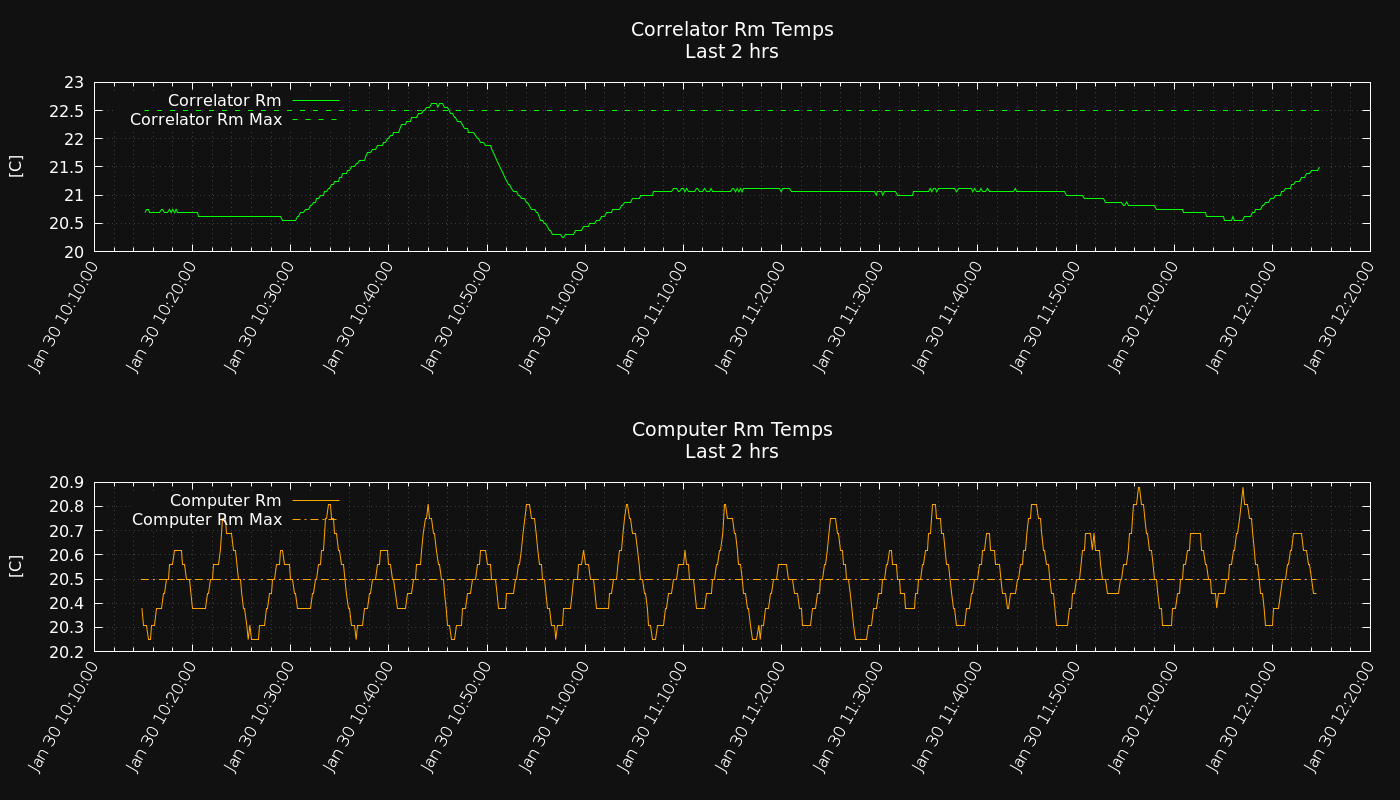 Correlator Rm Temps
Last 2 hrs
[C]
23
22.5
22
21.5
21
20.5
20
Correlator Rm
Correlator Rm Max
Jan 30 10:10:00
Jan 30 10:20:00
Jan 30 10:30:00
Jan 30 10:40:00
Jan 30 10:50:00
Jan 30 11:00:00
Jan 30 11:10:00
Jan 30 11:20:00
Jan 30 11:30:00
Jan 30 11:40:00
Jan 30 11:50:00
Jan 30 12:00:00
Jan 30 12:10:00
Jan 30 12:20:00
Computer Rm Temps
Last 2 hrs
[C]
20.9
20.8
20.7
20.6
20.5
20.4
20.3
20.2
Computer Rm
Computer Rm Max
Jan 30 10:10:00
Jan 30 10:20:00
Jan 30 10:30:00
Jan 30 10:40:00
Jan 30 10:50:00
Jan 30 11:00:00
Jan 30 11:10:00
Jan 30 11:20:00
Jan 30 11:30:00
Jan 30 11:40:00
Jan 30 11:50:00
Jan 30 12:00:00
Jan 30 12:10:00
Jan 30 12:20:00